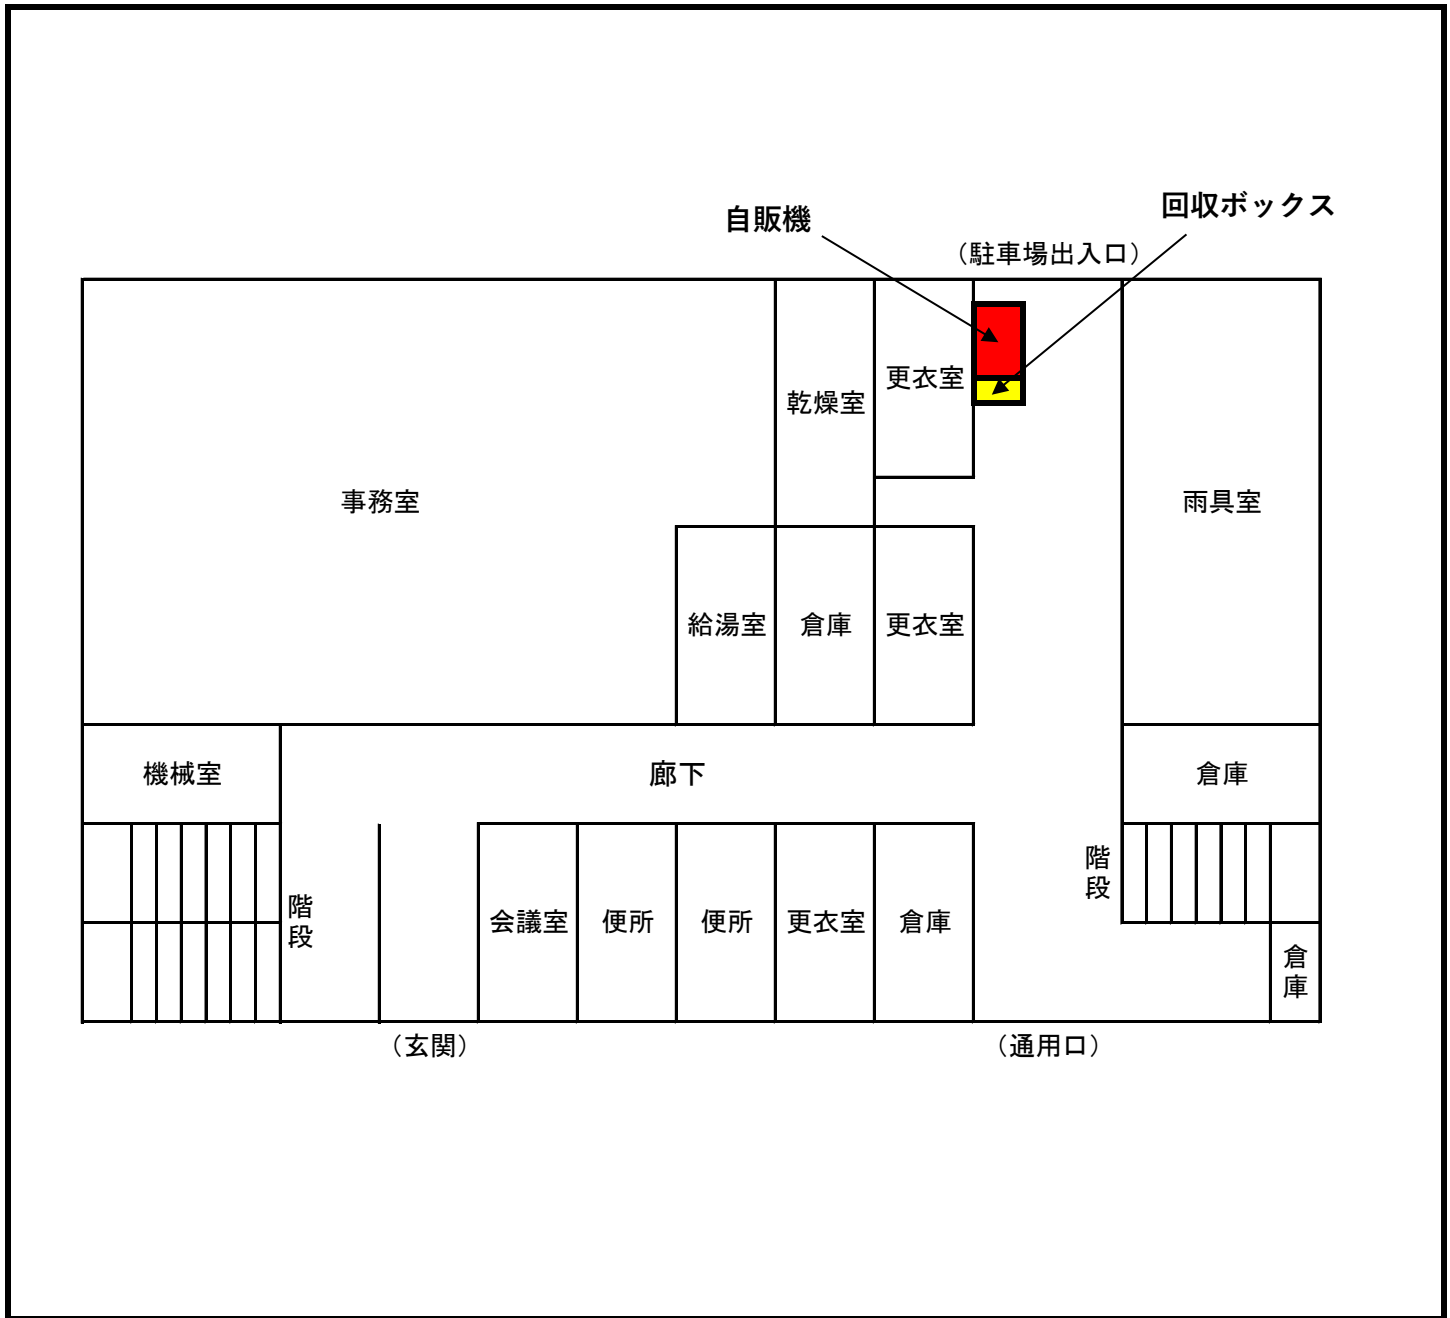 回収ボックス
自販機
（駐車場出入口）
更衣室
乾燥室
事務室
雨具室
給湯室
倉庫
更衣室
機械室
廊下
倉庫
階段
階段
会議室
便所
便所
更衣室
倉庫
倉庫
（玄関）
（通用口）